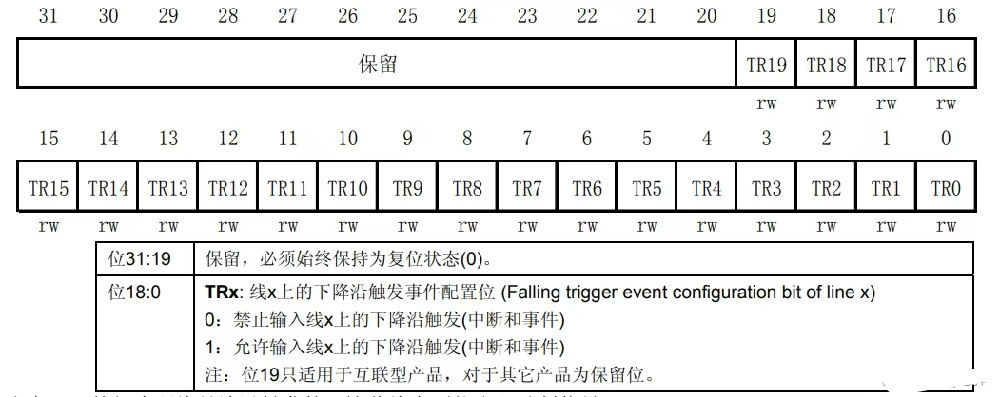 31 30 29 28 27 26 25 24 23 22 21 20 19 18 17 16
保留 TR19 TR18 TR17 TR16
rw rw rw rw
15 14 13 12 11 10 9 8 7 6 5 4 3 2 1 0
TR15 TR14 TR13 TR12 TR11 TR10 TR9 TR8 TR7 TR6 TR5 TR4 TR3 TR2 TR1 TR0
rw rw rw rw rw rw rw rw rw rw rw rw rw rw rw rw
位31:19 保留，必须始终保持为复位状态(0)。
位18:0 TRx: 线x上的下降沿触发事件配置位 (Falling trigger event configuration bit of line x)
0：禁止输入线x上的下降沿触发(中断和事件)
1：允许输入线x上的下降沿触发(中断和事件)
注：位19只适用于互联型产品，对于其它产品为保留位。